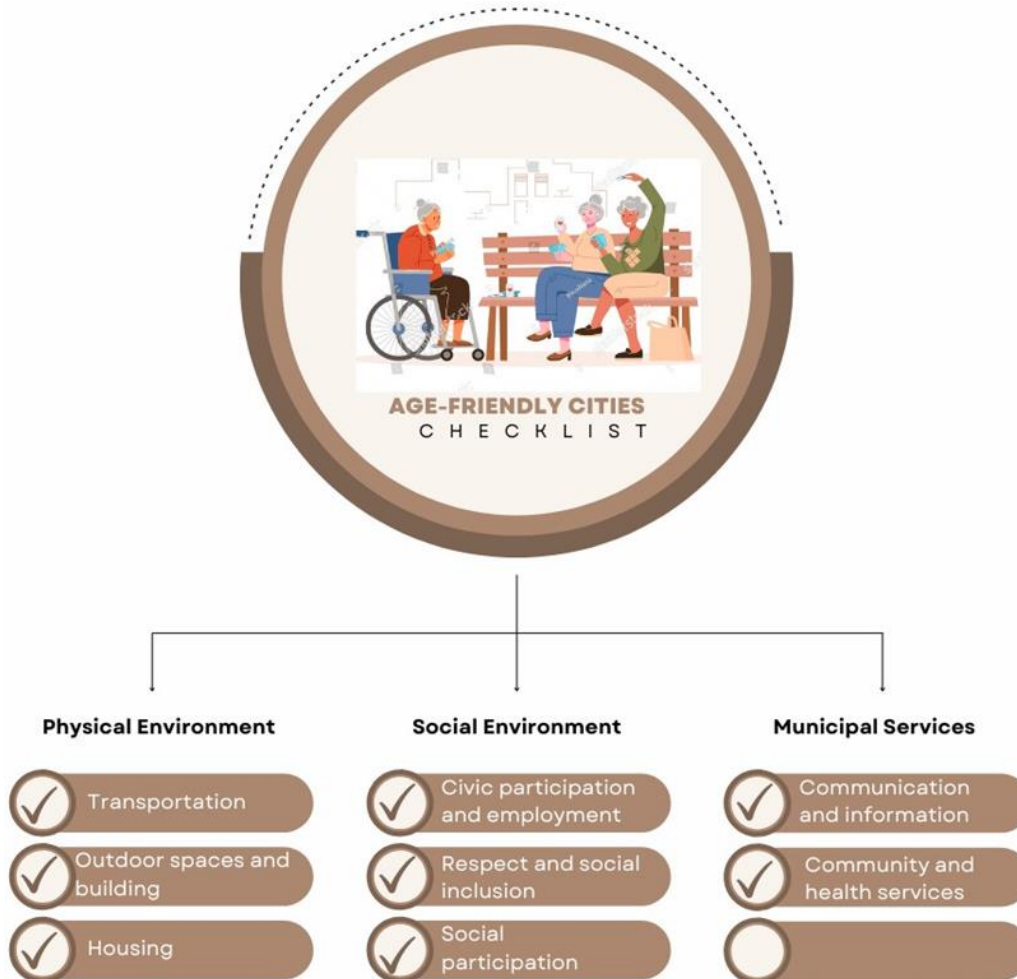 AGE-FRIENDLY CITIES
CHECKLIST
Physical Environment
Transportation
Outdoor spaces and
building
Housing
Social Environment
Civic participation
and employment
Respect and social
inclusion
Social
participation
Municipal Services
Communication
and information
Community and
health services